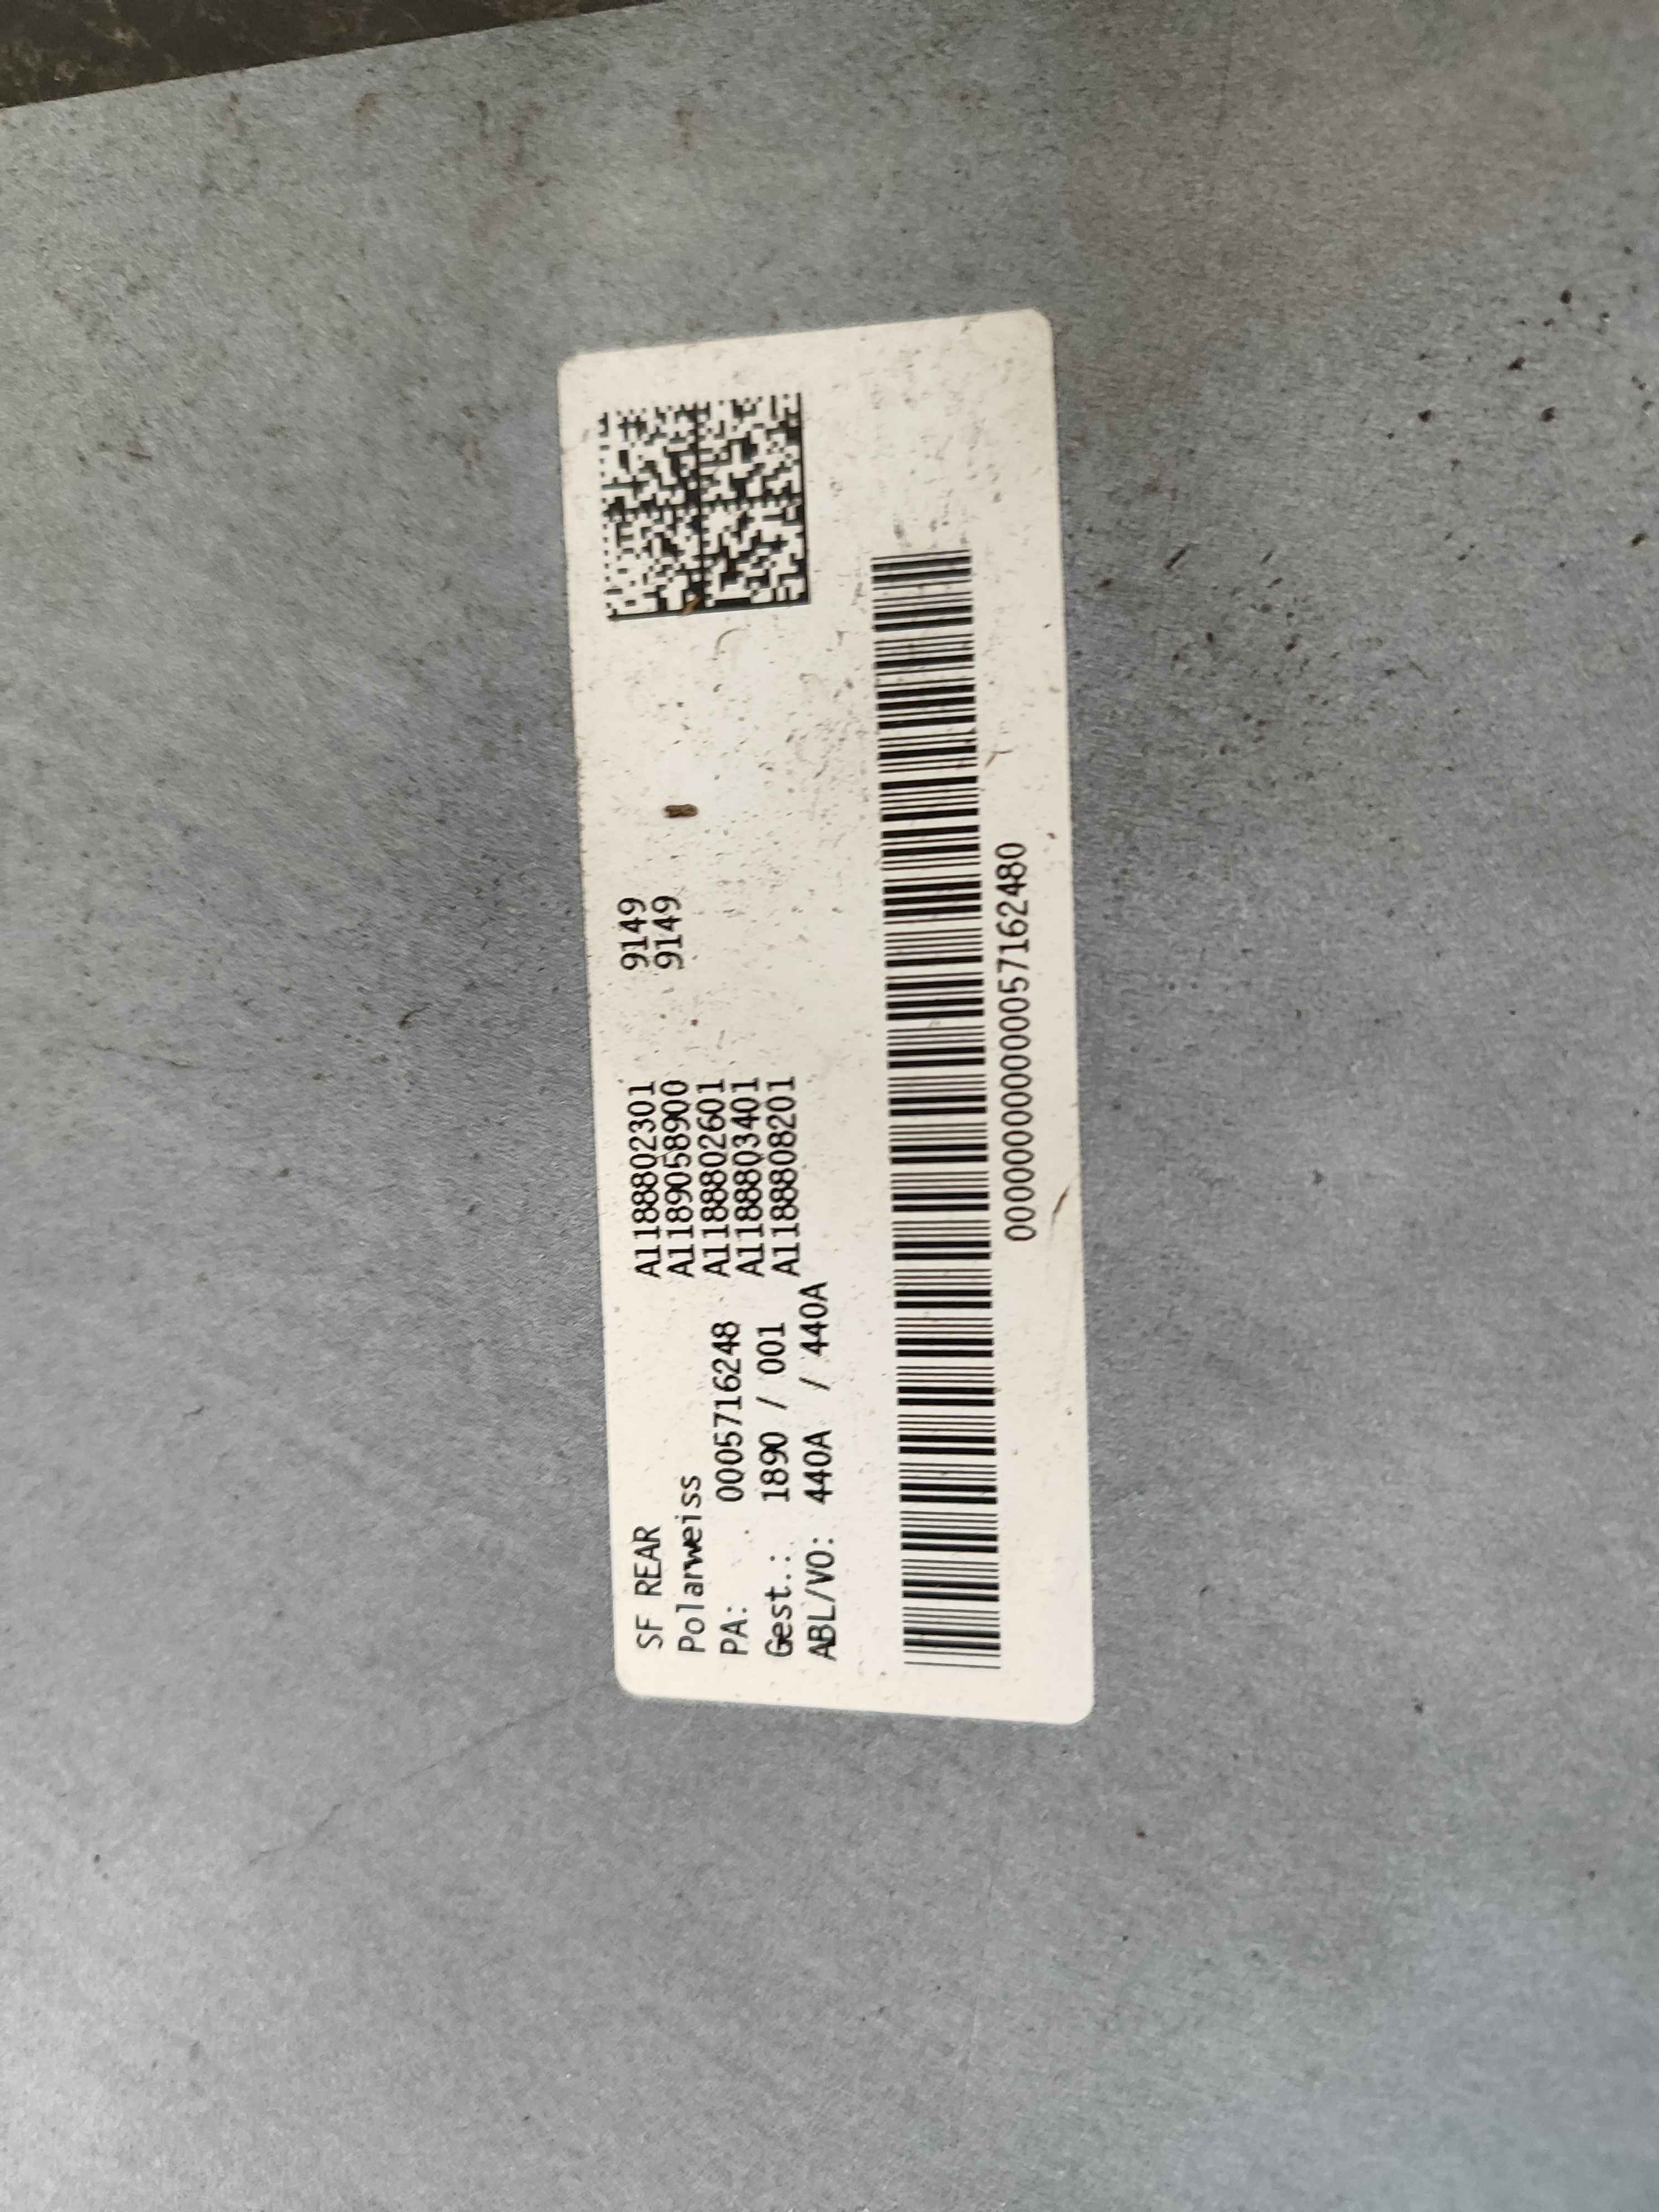 SF REAR
Polarweiss
PA: 0005716248
Gest.: 1890 / 001
ABL/VO: 440A / 440A
A1188802301 9149
A1189058900 9149
A1188802601
A1188803401
A1188808201
00000000000057162480